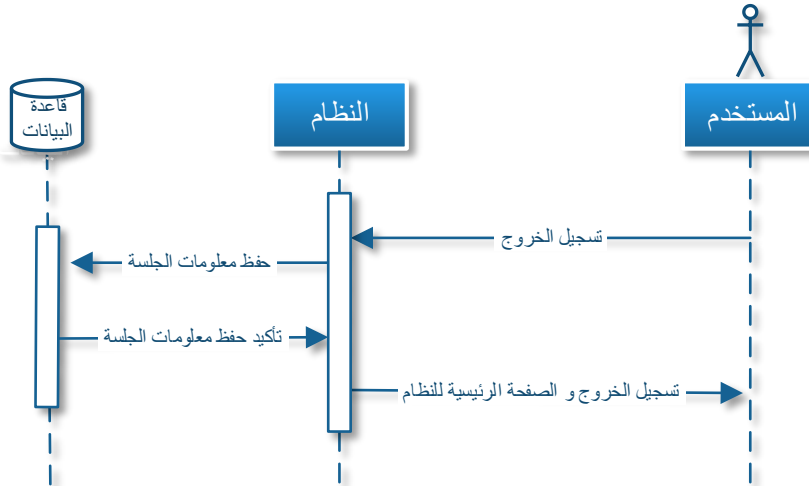 المستخدم
النظام
قاعدة
البيانات
تسجيل الخروج
حفظ معلومات الجلسة
تأكيد حفظ معلومات الجلسة
تسجيل الخروج و الصفحة الرئيسية للنظام